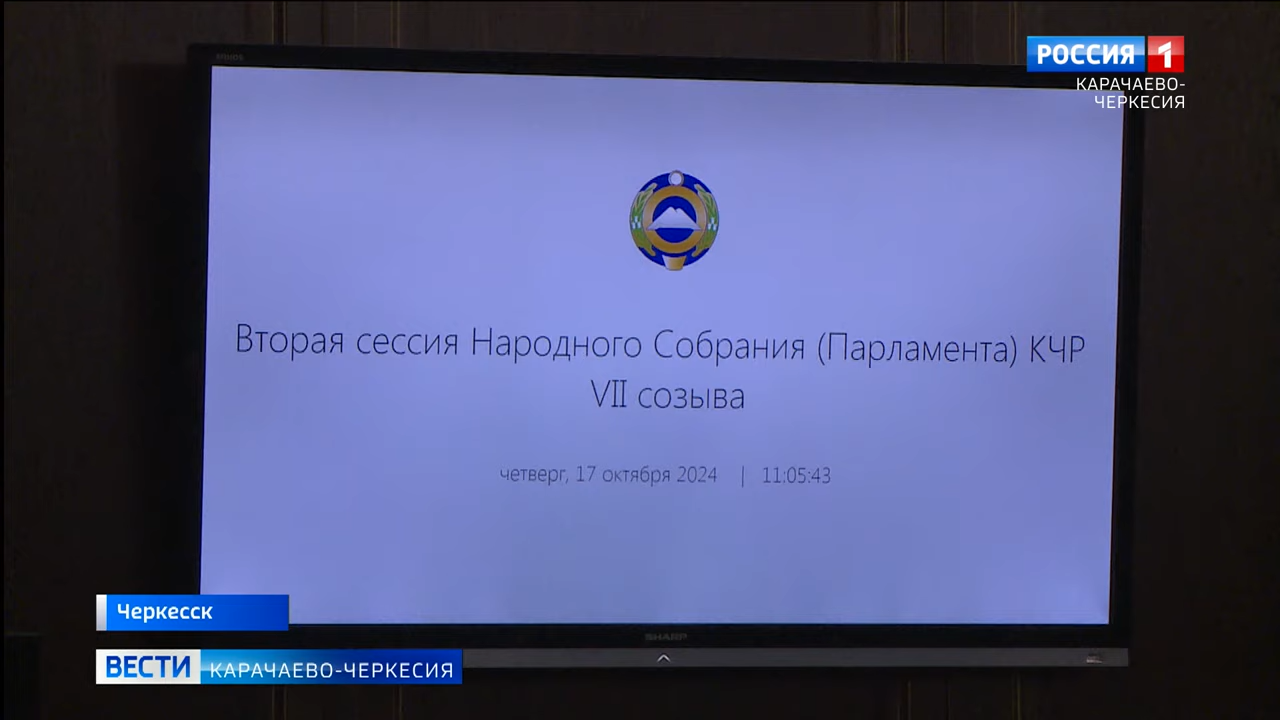 РОССИЯ 1
КАРАЧАЕВО-
ЧЕРКЕСИЯ
Вторая сессия Народного Собрания (Парламента) КЧР
VII созыва
четверг, 17 октября 2024 | 11:05:43
SHARP
Черкесск
ВЕСТИ КАРАЧАЕВО-ЧЕРКЕСИЯ